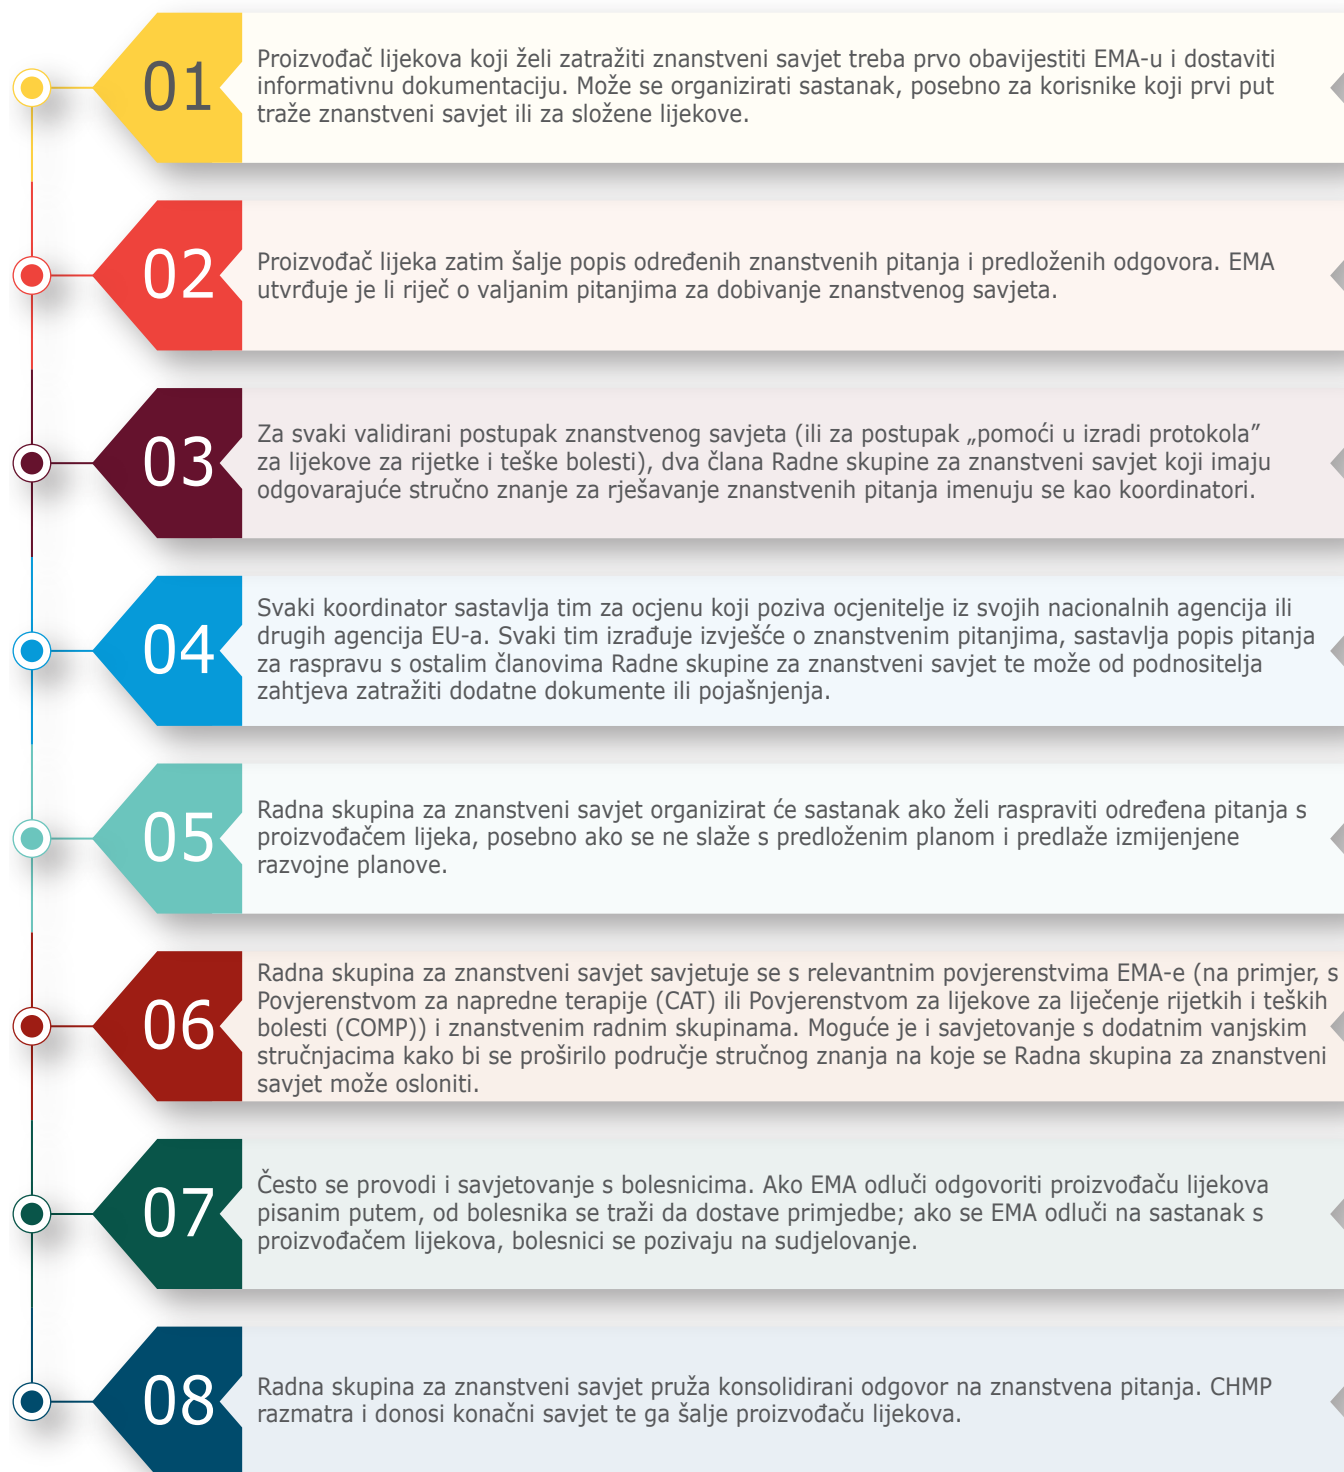 01
Proizvođač lijekova koji želi zatražiti znanstveni savjet treba prvo obavijestiti EMA-u i dostaviti
informativnu dokumentaciju. Može se organizirati sastanak, posebno za korisnike koji prvi put
traže znanstveni savjet ili za složene lijekove.
02
Proizvođač lijeka zatim šalje popis određenih znanstvenih pitanja i predloženih odgovora. EMA
utvrđuje je li riječ o valjanim pitanjima za dobivanje znanstvenog savjeta.
03
Za svaki validirani postupak znanstvenog savjeta (ili za postupak „pomoći u izradi protokola”
za lijekove za rijetke i teške bolesti), dva člana Radne skupine za znanstveni savjet koji imaju
odgovarajuće stručno znanje za rješavanje znanstvenih pitanja imenuju se kao koordinatori.
04
Svaki koordinator sastavlja tim za ocjenu koji poziva ocjenitelje iz svojih nacionalnih agencija ili
drugih agencija EU-a. Svaki tim izrađuje izvješće o znanstvenim pitanjima, sastavlja popis pitanja
za raspravu s ostalim članovima Radne skupine za znanstveni savjet te može od podnositelja
zahtjeva zatražiti dodatne dokumente ili pojašnjenja.
05
Radna skupina za znanstveni savjet organizirat će sastanak ako želi raspraviti određena pitanja s
proizvođačem lijeka, posebno ako se ne slaže s predloženim planom i predlaže izmijenjene
razvojne planove.
06
Radna skupina za znanstveni savjet savjetuje se s relevantnim povjerenstvima EMA-e (na primjer, s
Povjerenstvom za napredne terapije (CAT) ili Povjerenstvom za lijekove za liječenje rijetkih i teških
bolesti (COMP)) i znanstvenim radnim skupinama. Moguće je i savjetovanje s dodatnim vanjskim
stručnjacima kako bi se proširilo područje stručnog znanja na koje se Radna skupina za znanstveni
savjet može osloniti.
07
Često se provodi i savjetovanje s bolesnicima. Ako EMA odluči odgovoriti proizvođaču lijekova
pisanim putem, od bolesnika se traži da dostave primjedbe; ako se EMA odluči na sastanak s
proizvođačem lijekova, bolesnici se pozivaju na sudjelovanje.
08
Radna skupina za znanstveni savjet pruža konsolidirani odgovor na znanstvena pitanja. CHMP
razmatra i donosi konačni savjet te ga šalje proizvođaču lijekova.